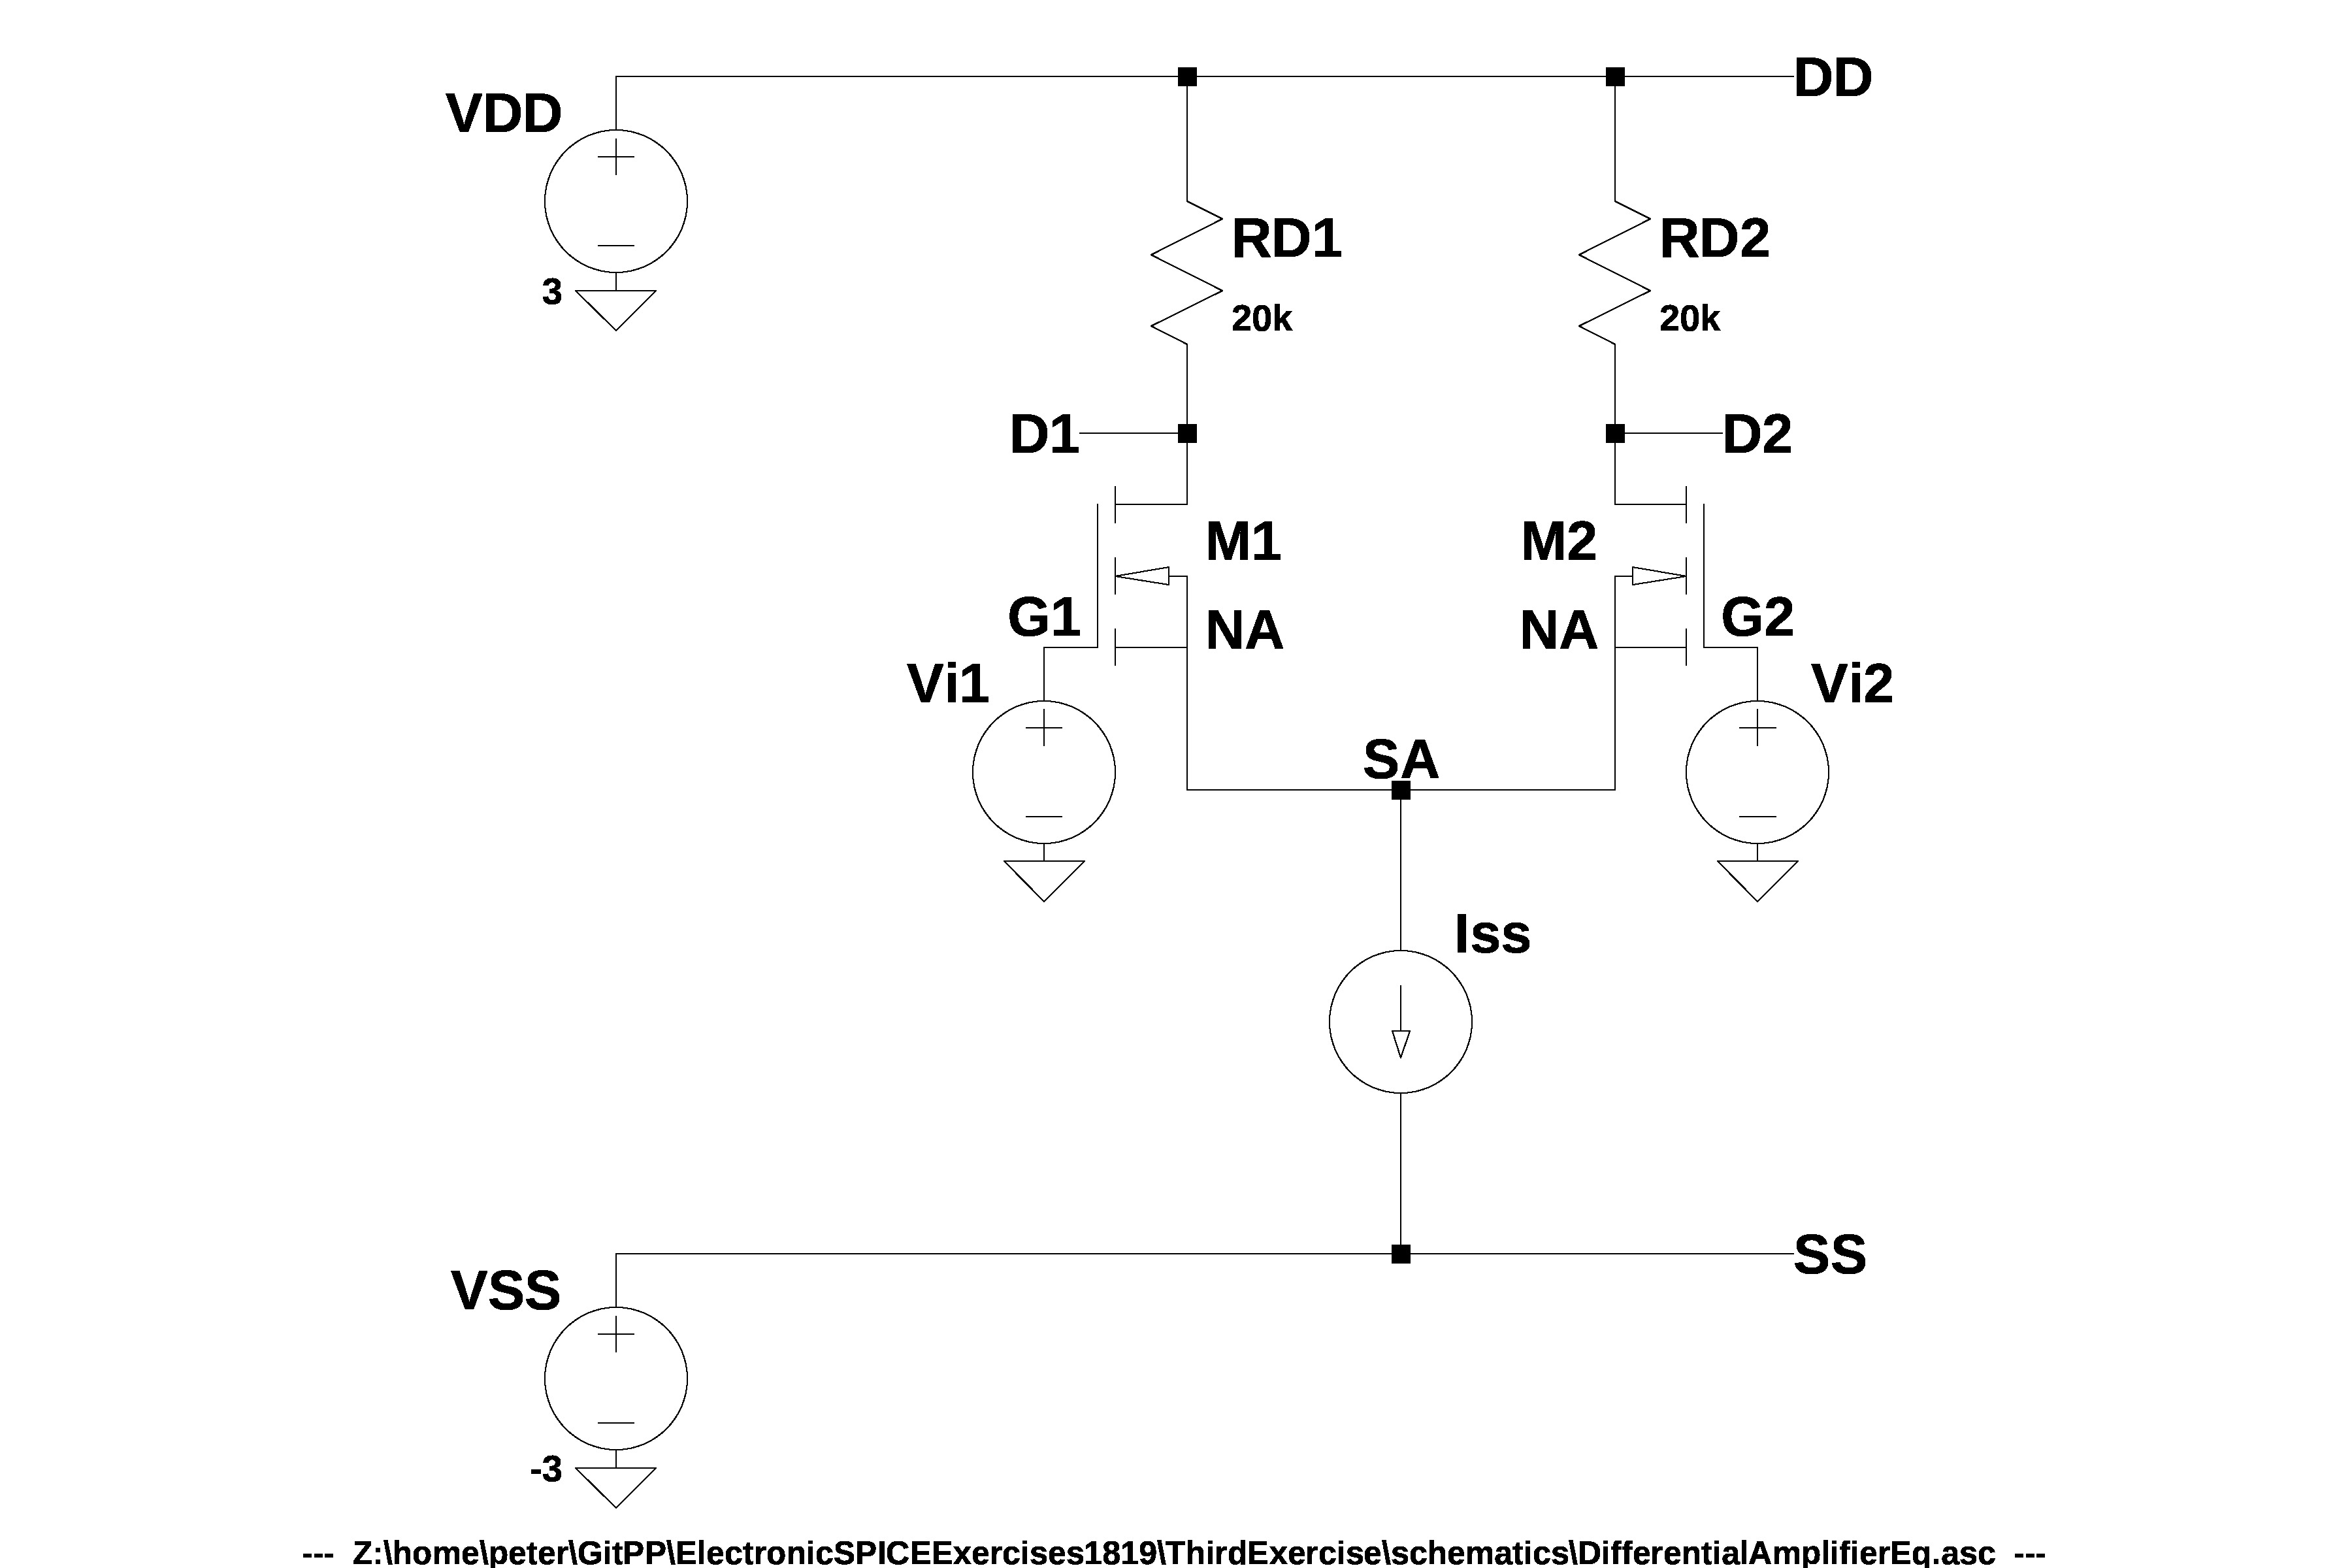 DD
VDD
3
RD1
20k
RD2
20k
D1
D2
M1
M2
G1
NA
NA
G2
Vi1
Vi2
SA
Iss
SS
VSS
-3
--- Z:\home\peter\GitPP\ElectronicSPICEExercises1819\ThirdExercise\schematics\DifferentialAmplifierEq.asc ---